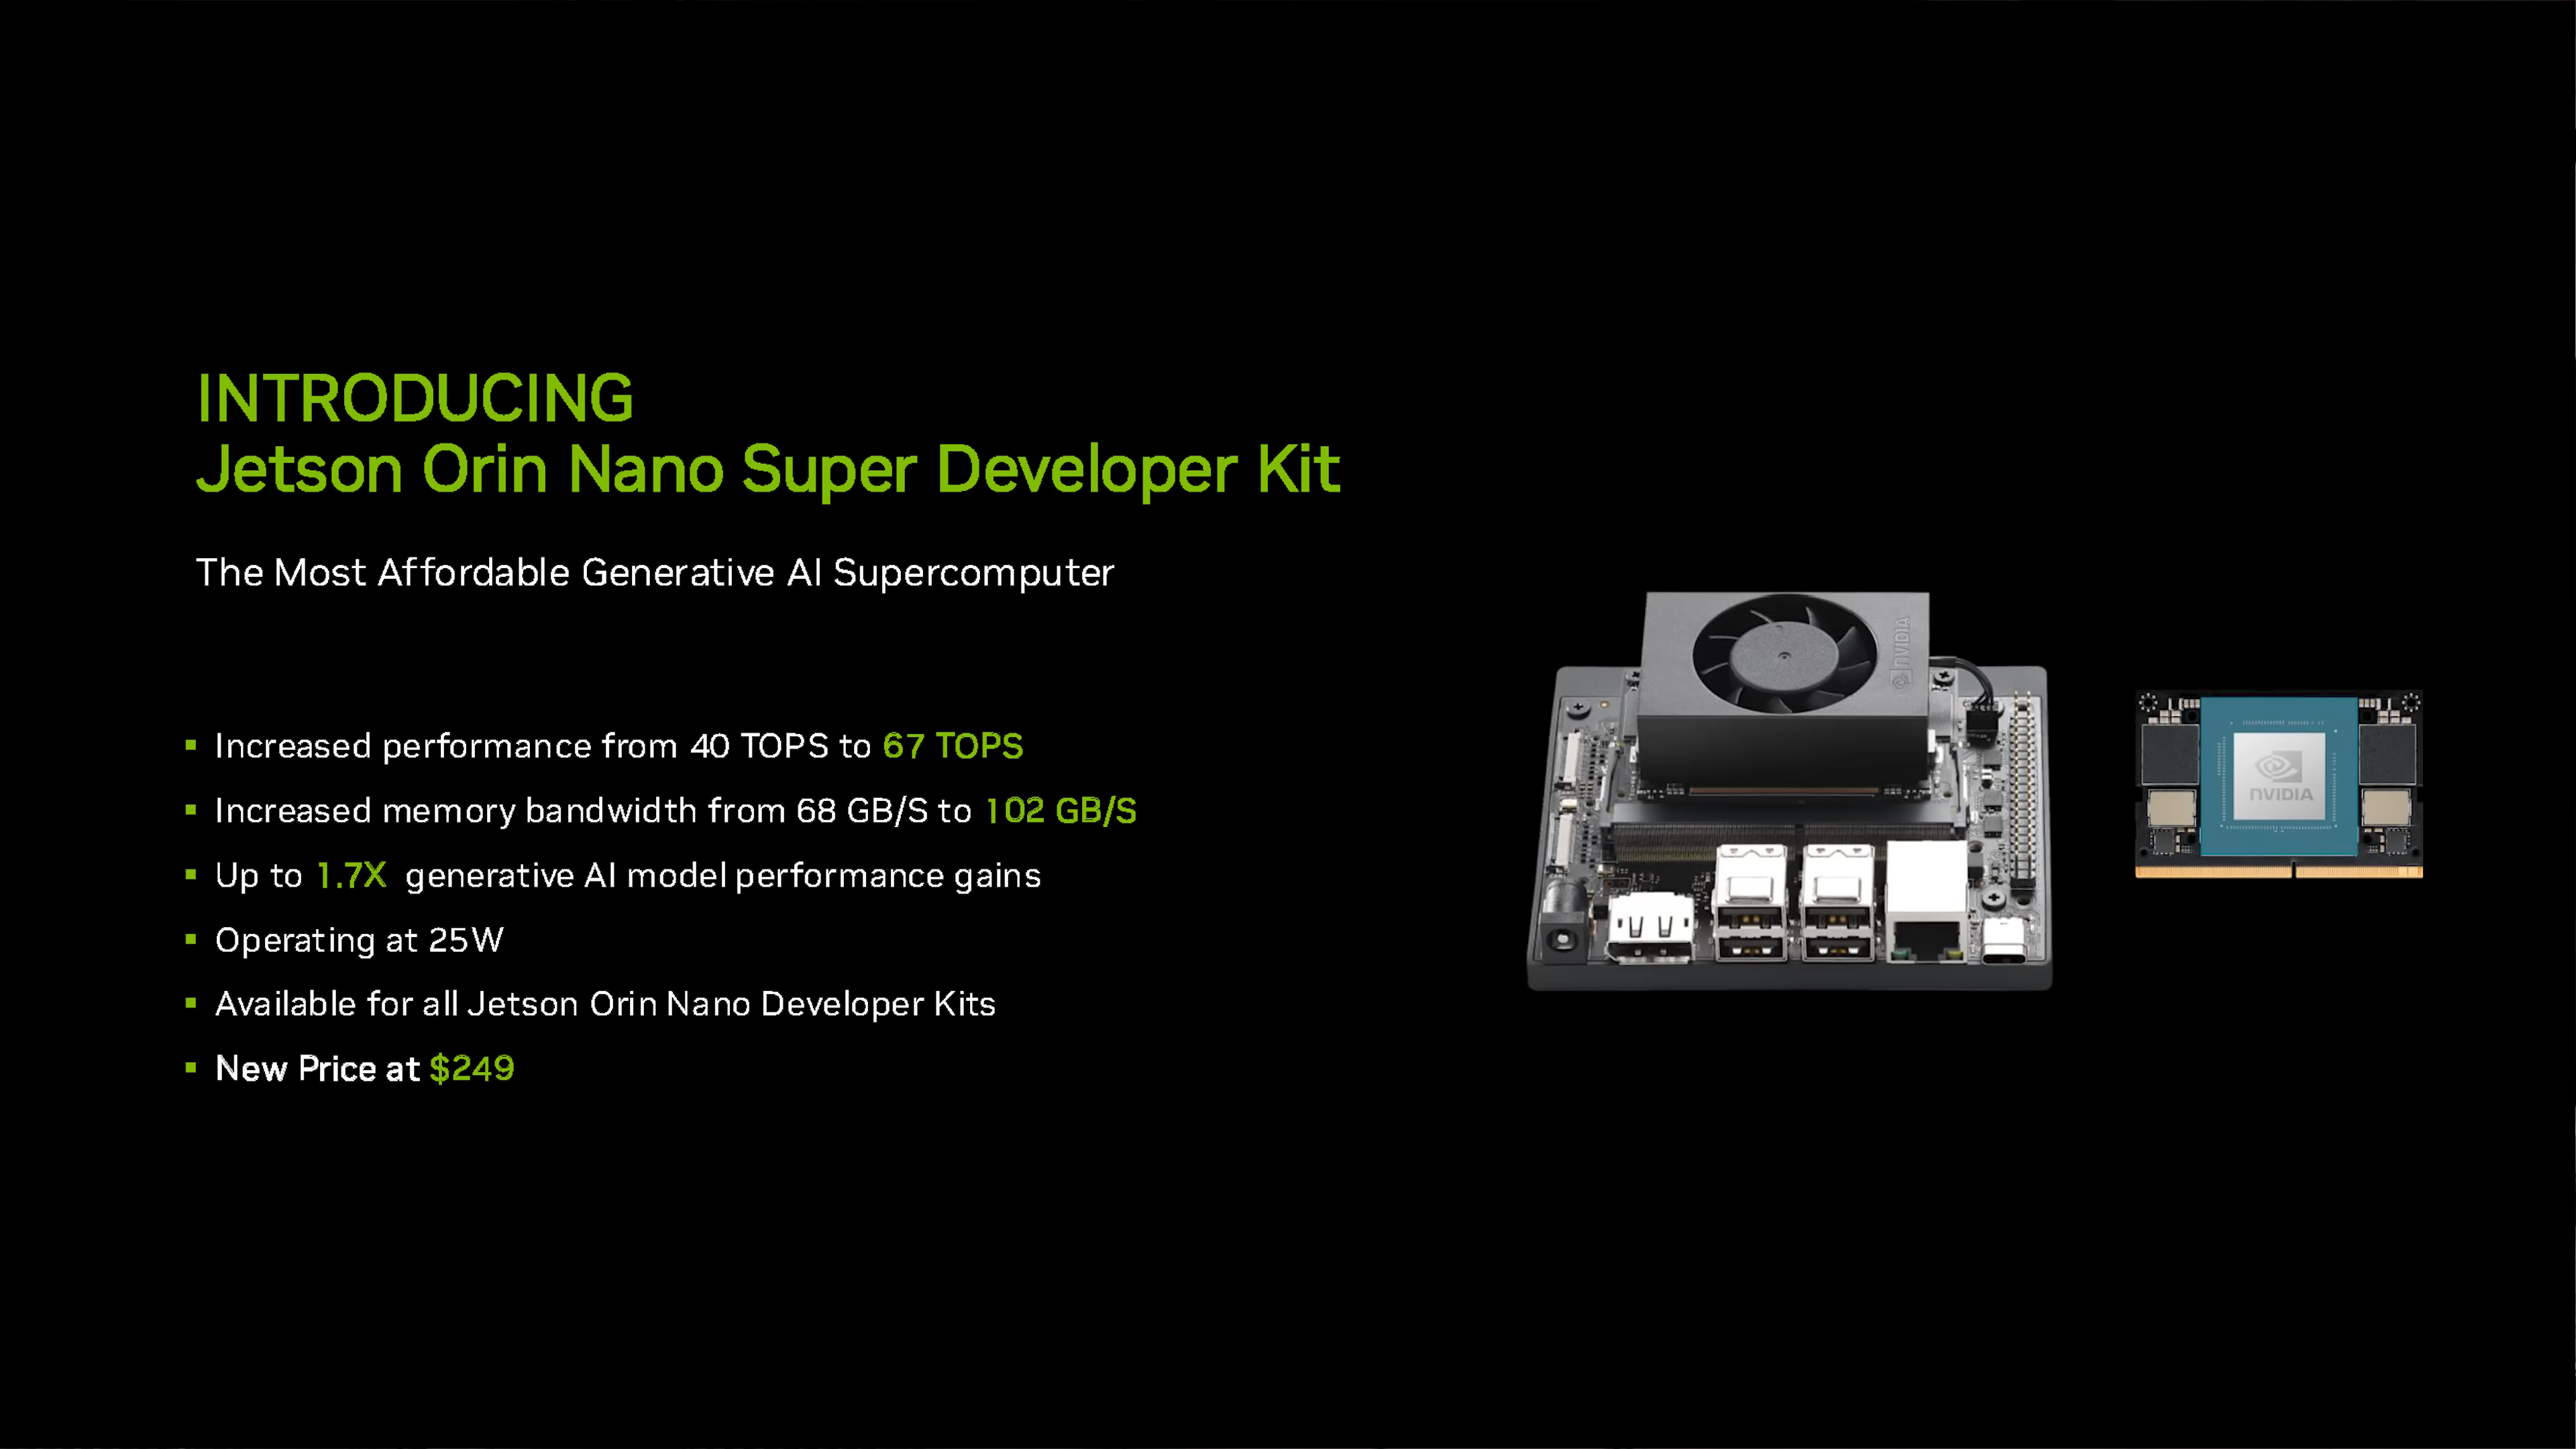 INTRODUCING
Jetson Orin Nano Super Developer Kit
The Most Affordable Generative AI Supercomputer
Increased performance from 40 TOPS to 67 TOPS
Increased memory bandwidth from 68 GB/S to 102 GB/S
Up to 1.7X generative AI model performance gains
Operating at 25W
Available for all Jetson Orin Nano Developer Kits
New Price at $249
NVIDIA
NVIDIA